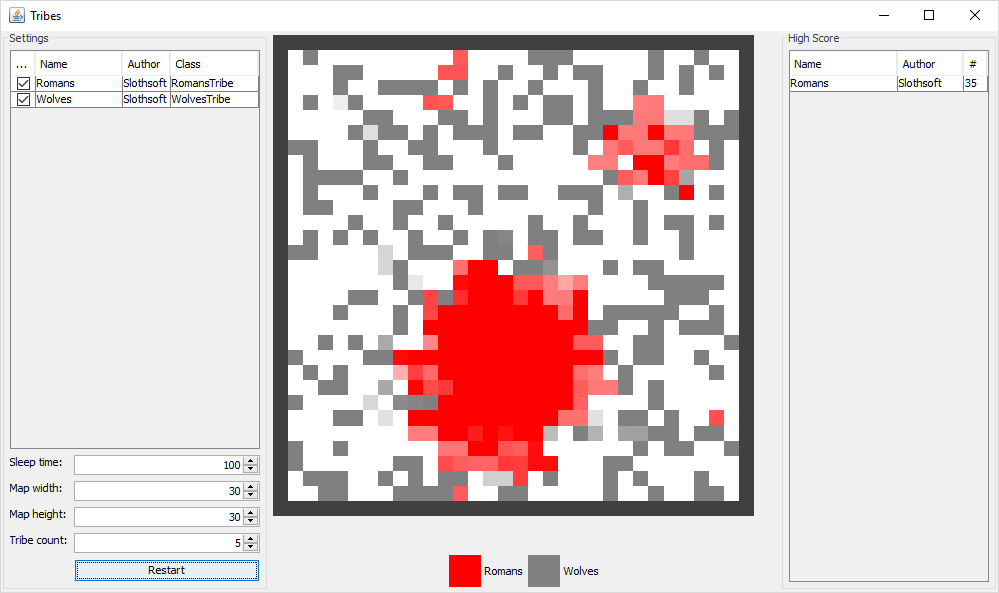 Tribes
Settings
... Name Author Class
Romans Slothsoft RomansTribe
Wolves Slothsoft WolvesTribe
Sleep time: 100
Map width: 30
Map height: 30
Tribe count: 5
Restart
Romans Wolves
High Score
Name Author #
Romans Slothsoft 35